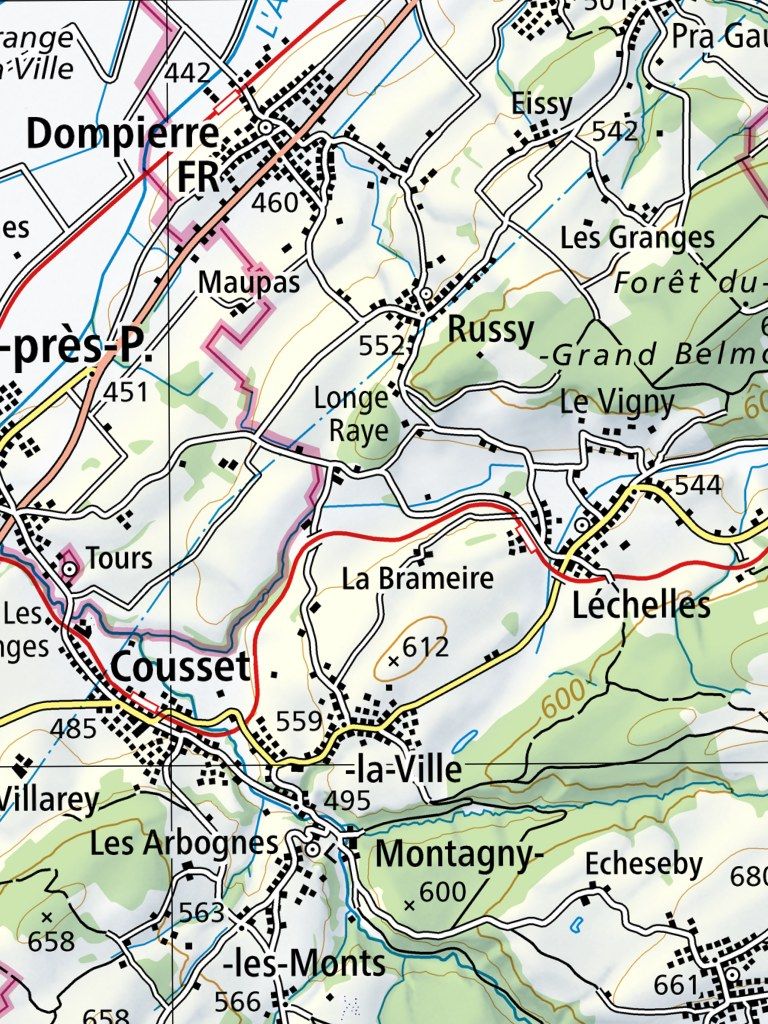 501
Pra Gau
range
-Ville
L'A
442
Eissy
Dompierre
FR
542
460
es
Les Granges
Maupas
Forêt du-
Russy
-près-P.
552
-Grand Belmo
451
Longe
Raye
Le Vigny
600
544
Tours
La Brameire
Les
nges
Léchelles
612
Cousset
600
485
559
-la-Ville
Villarey
495
Les Arbognes
Montagny-
Echeseby
680
600
563
658
-les-Monts
661
566
658